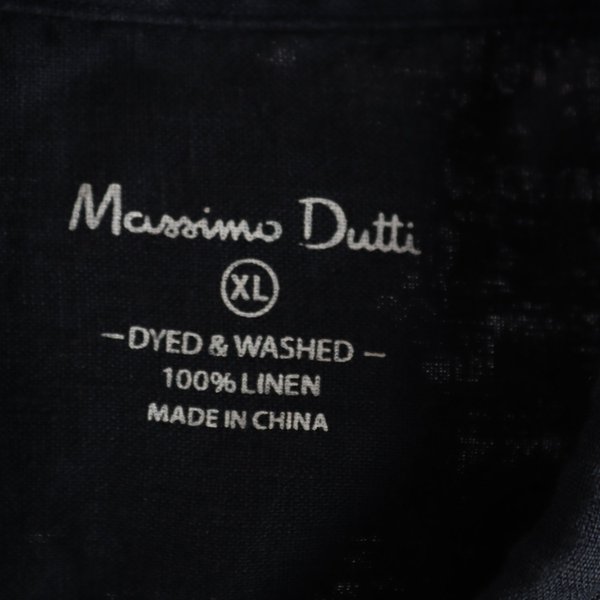 Massimo Dutti
XL
-DYED & WASHED-
100% LINEN
MADE IN CHINA